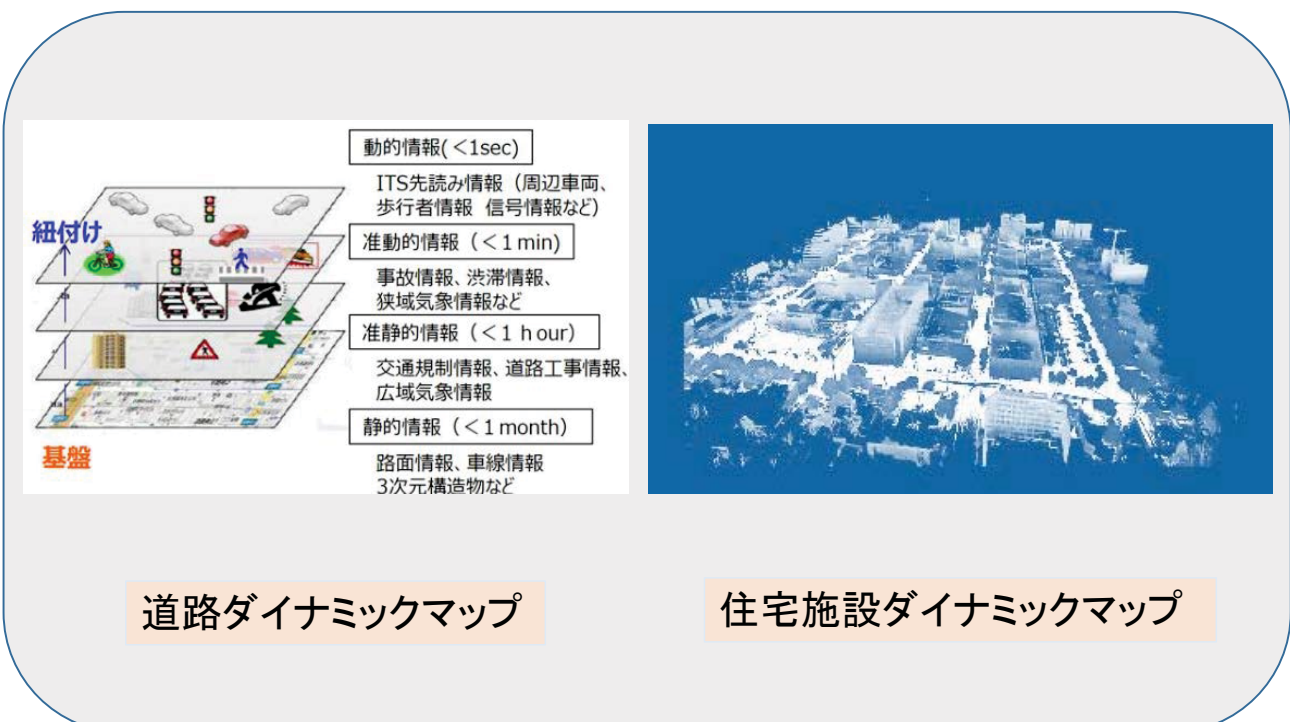 動的情報(<1sec)
ITS先読み情報（周辺車両、
歩行者情報 信号情報など）
紐付け
准動的情報（<1 min)
事故情報、渋滞情報、
狭域気象情報など
准静的情報（<1 hour）
交通規制情報、道路工事情報、
広域気象情報
静的情報（<1 month）
基盤
路面情報、車線情報
3次元構造物など
道路ダイナミックマップ
住宅施設ダイナミックマップ